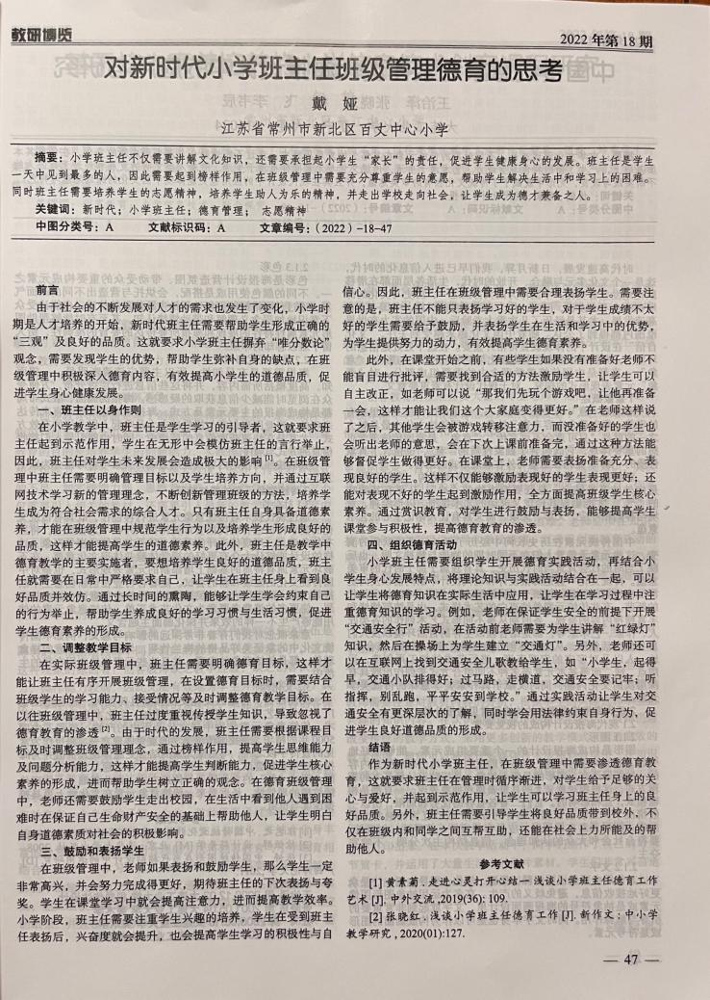 教研博览
2022 年第 18 期
对新时代小学班主任班级管理德育的思考
戴 娅
江苏省常州市新北区百丈中心小学
摘要：小学班主任不仅需要讲解文化知识，还需要承担起小学生“家长”的责任，促进学生健康身心的发展。班主任是学生
一天中见到最多的人，因此需要起到榜样作用，在班级管理中需要充分尊重学生的意愿，帮助学生解决生活中和学习上的困难。
同时班主任需要培养学生的志愿精神，培养学生助人为乐的精神，并走出学校走向社会，让学生成为德才兼备之人。
关键词：新时代；小学班主任；德育管理； 志愿精神
中图分类号：A 文献标识码：A 文章编号：（2022）-18-47
前言
由于社会的不断发展对人才的需求也发生了变化，小学时
期是人才培养的开始，新时代班主任需要帮助学生形成正确的
“三观”及良好的品质。这就要求小学班主任摒弃“唯分数论”
观念，需要发现学生的优势，帮助学生弥补自身的缺点，在班
级管理中积极深入德育内容，有效提高小学生的道德品质，促
进学生身心健康发展。
一、班主任以身作则
在小学教学中，班主任是学生学习的引导者，这就要求班
主任起到示范作用，学生在无形中会模仿班主任的言行举止，
因此，班主任对学生未来发展会造成极大的影响[1]。在班级管
理中班主任需要明确管理目标以及学生培养方向，并通过互联
网技术学习新的管理理念，不断创新管理班级的方法，培养学
生成为符合社会需求的综合人才。只有班主任自身具备道德素
养，才能在班级管理中规范学生行为以及培养学生形成良好的
品质，这样才能提高学生的道德素养。此外，班主任是教学中
德育教学的主要实施者，要想培养学生良好的道德品质，班主
任就需要在日常中严格要求自己，让学生在班主任身上看到良
好品质并效仿。通过长时间的熏陶，能够让学生学会约束自己
的行为举止，帮助学生养成良好的学习习惯与生活习惯，促进
学生德育素养的形成。
二、调整教学目标
在实际班级管理中，班主任需要明确德育目标，这样才
能让班主任有序开展班级管理，在设置德育目标时，需要结合
班级学生的学习能力、接受情况等及时调整德育教学目标。在
以往班级管理中，班主任过度重视传授学生知识，导致忽视了
德育教育的渗透[2]。由于时代的发展，班主任需要根据课程目
标及时调整班级管理理念，通过榜样作用，提高学生思维能力
及问题分析能力，这样才能提高学生判断能力，促进学生核心
素养的形成，进而帮助学生树立正确的观念。在德育班级管理
中，老师还需要鼓励学生走出校园，在生活中看到他人遇到困
难时在保证自己生命财产安全的基础上帮助他人，让学生明白
自身道德素质对社会的积极影响。
三、鼓励和表扬学生
在班级管理中，老师如果表扬和鼓励学生，那么学生一定
非常高兴，并会努力完成得更好，期待班主任的下次表扬与夸
奖。学生在课堂学习中就会提高注意力，进而提高教学效率。
小学阶段，班主任需要注重学生兴趣的培养，学生在受到班主
任表扬后，兴奋度就会提升，也会提高学生学习的积极性与自
信心。因此，班主任在班级管理中需要合理表扬学生。需要注
意的是，班主任不能只表扬学习好的学生，对于学生成绩不太
好的学生需要给予鼓励，并表扬学生在生活和学习中的优势，
为学生提供努力的动力，有效提高学生德育素养。
此外，在课堂开始之前，有些学生如果没有准备好老师不
能盲目进行批评，需要找到合适的方法激励学生，让学生可以
自主改正，如老师可以说“那我们先玩个游戏吧，让他再准备
一会，这样才能让我们这个大家庭变得更好。”在老师这样说
了之后，其他学生会被游戏转移注意力，而没准备好的学生也
会听出老师的意思，会在下次上课前准备完，通过这种方法能
够督促学生做得更好。在课堂上，老师需要表扬准备充分、表
现良好的学生。这样不仅能够激励表现好的学生表现更好；还
能对表现不好的学生起到激励作用，全方面提高班级学生核心
素养。通过赏识教育，对学生进行鼓励与表扬，能够提高学生
课堂参与积极性，提高德育教育的渗透。
四、组织德育活动
小学班主任需要组织学生开展德育实践活动，再结合小
学生身心发展特点，将理论知识与实践活动结合在一起，可以
让学生将德育知识在实际生活中应用，让学生在学习过程中注
重德育知识的学习。例如，老师在保证学生安全的前提下开展
“交通安全行”活动，在活动前老师需要为学生讲解“红绿灯”
知识，然后在操场上为学生建立“交通灯”。另外，老师还可
以在互联网上找到交通安全儿歌教给学生，如“小学生，起得
早，交通小队排得好；过马路，走横道，交通安全要记牢；听
指挥，别乱跑，平平安安到学校。”通过实践活动让学生对交
通安全有更深层次的了解，同时学会用法律约束自身行为，促
进学生良好道德品质的形成。
结语
作为新时代小学班主任，在班级管理中需要渗透德育教
育，这就要求班主任在管理时循序渐进，对学生给予足够的关
心与爱好，并起到示范作用，让学生可以学习班主任身上的良
好品质。另外，班主任需要引导学生将良好品质带到校外，不
仅在班级内和同学之间互帮互助，还能在社会上力所能及的帮
助他人。
参考文献
[1] 黄素菊 . 走进心灵打开心结一 浅谈小学班主任德育工作
艺术 [J]. 中外交流 ,2019(36): 109.
[2] 张晓红 . 浅谈小学班主任德育工作 [J]. 新作文 : 中小学
教学研究 , 2020(01):127.
— 47 —